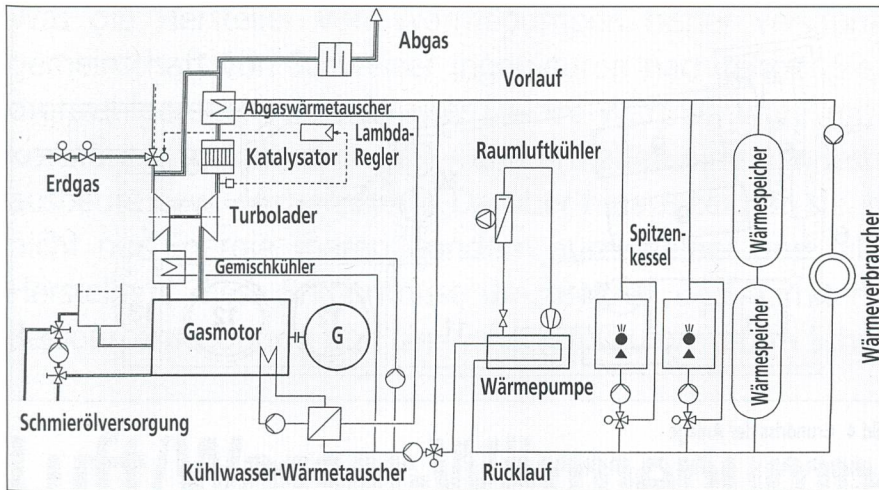 Abgas
Vorlauf
Abgaswärmetauscher
Lambda-
Regler
Katalysator
Raumluftkühler
Erdgas
Turbolader
Spitzen-
kessel
Wärmespeicher
Wärmeverbraucher
Gemischkühler
Gasmotor
G
Wärmespeicher
Wärmepumpe
Schmierölversorgung
Kühlwasser-Wärmetauscher
Rücklauf